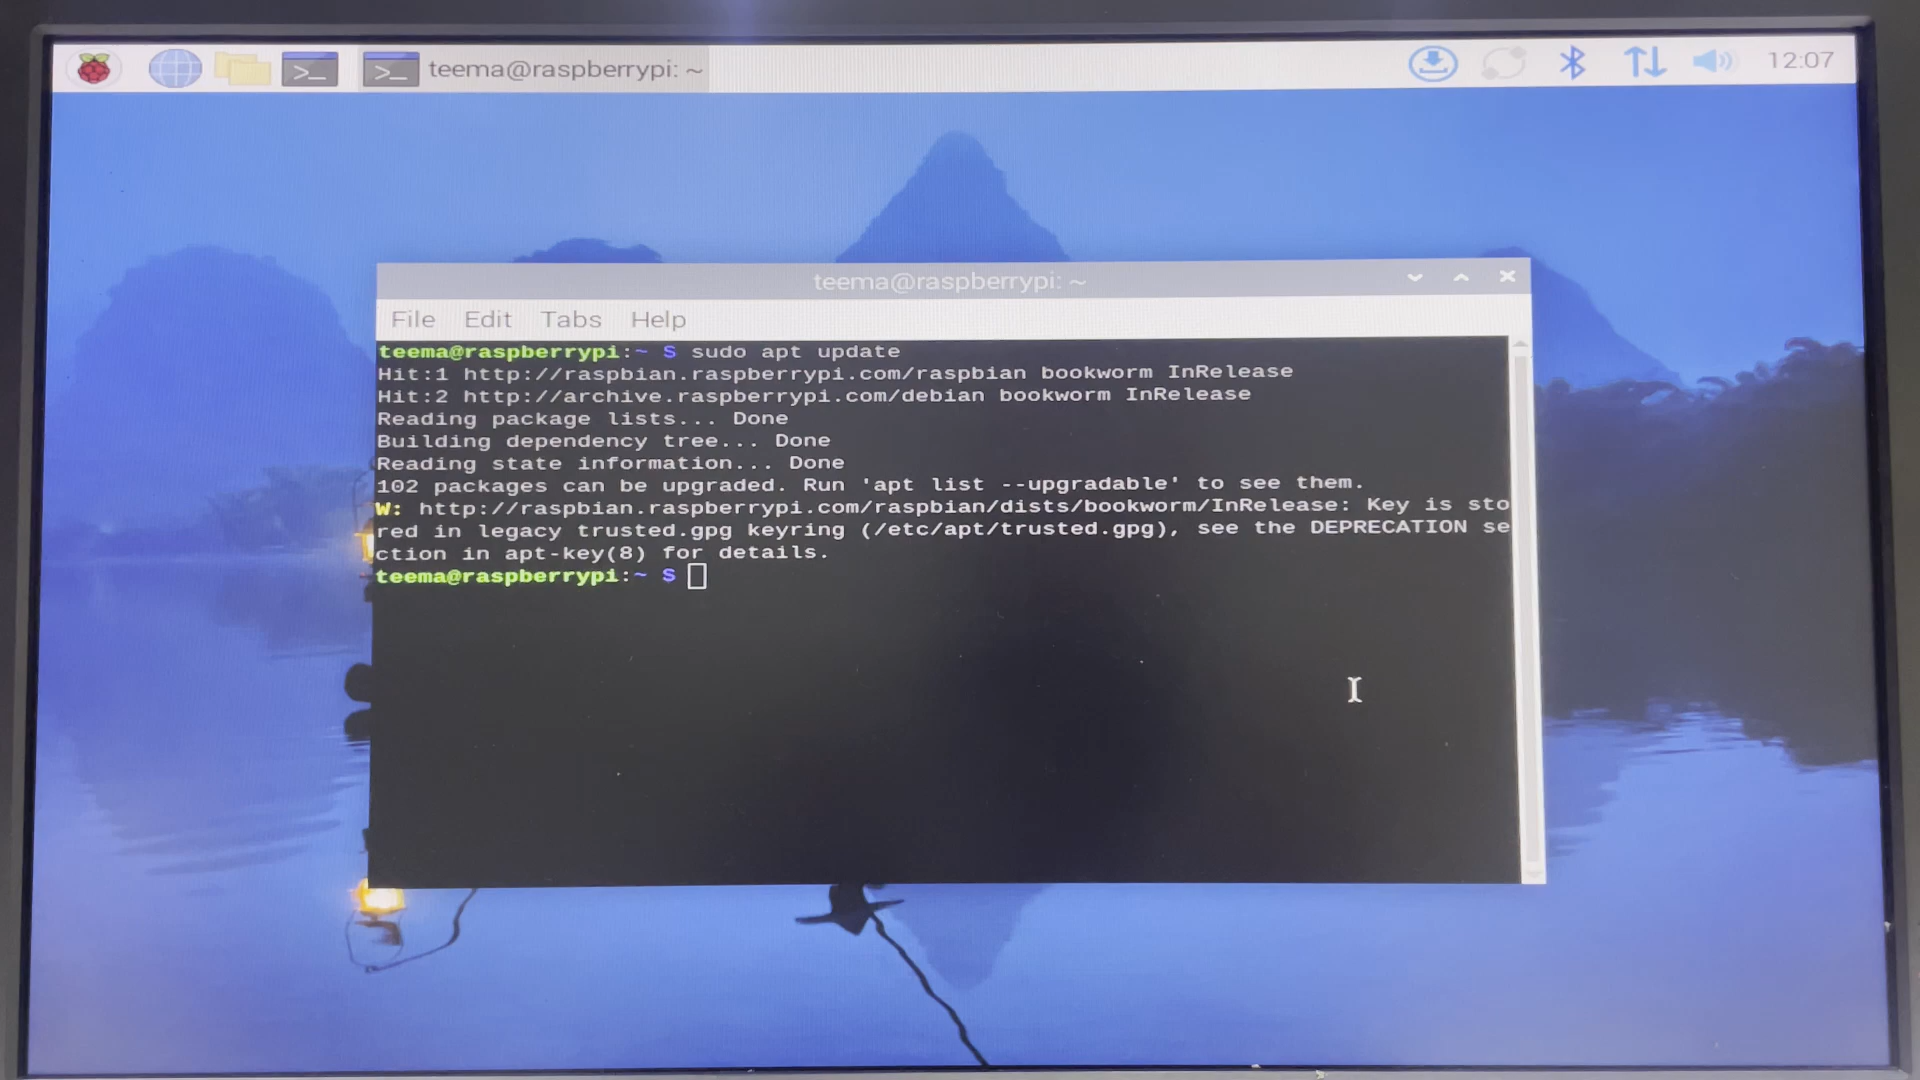 teema@raspberrypi: ~
12:07
teema@raspberrypi: ~
File Edit Tabs Help
teema@raspberrypi:~ $ sudo apt update
Hit:1 http://raspbian.raspberrypi.com/raspbian bookworm InRelease
Hit:2 http://archive.raspberrypi.com/debian bookworm InRelease
Reading package lists... Done
Building dependency tree... Done
Reading state information... Done
102 packages can be upgraded. Run 'apt list --upgradable' to see them.
W: http://raspbian.raspberrypi.com/raspbian/dists/bookworm/InRelease: Key is sto
red in legacy trusted.gpg keyring (/etc/apt/trusted.gpg), see the DEPRECATION se
ction in apt-key(8) for details.
teema@raspberrypi:~ $